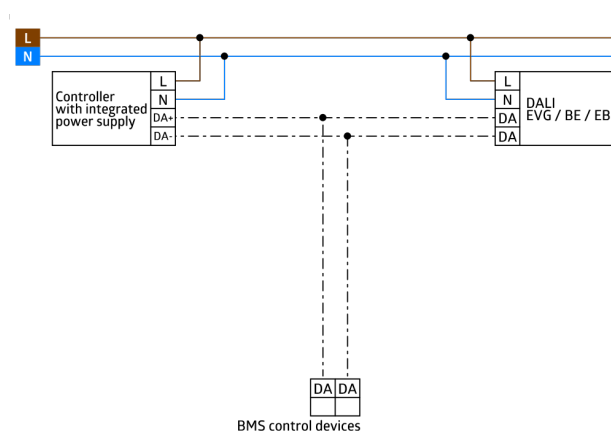 L
N
Controller
with integrated
power supply
L
N
DA+
DA-
L
N
DA
DA
DALI
EVG / BE / EB
DA DA
BMS control devices